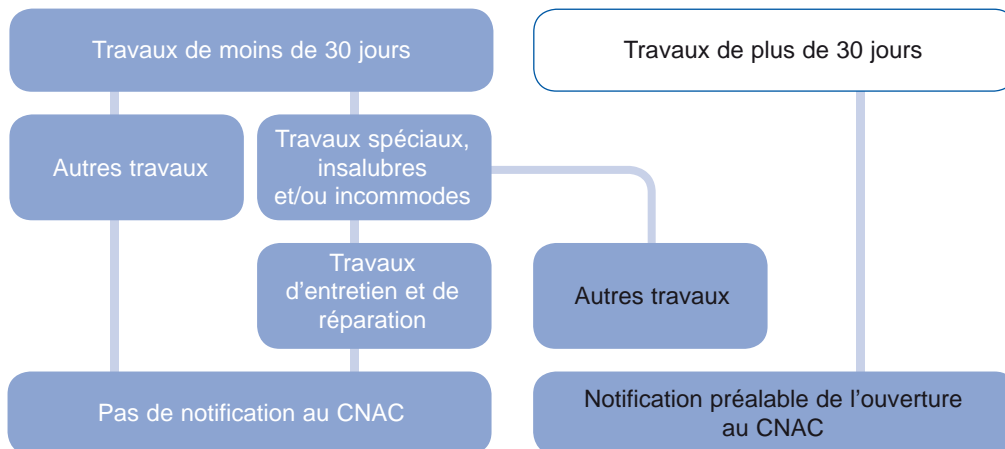 Travaux de moins de 30 jours
Travaux de plus de 30 jours
Autres travaux
Travaux spéciaux,
insalubres
et/ou incommodes
Travaux
d’entretien et de
réparation
Autres travaux
Pas de notification au CNAC
Notification préalable de l’ouverture
au CNAC